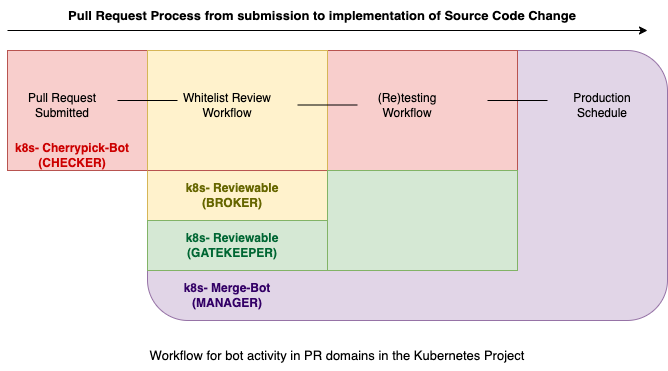 Pull Request Process from submission to implementation of Source Code Change
Pull Request
Submitted
Whitelist Review
Workflow
(Re)testing
Workflow
Production
Schedule
k8s- Cherrypick-Bot
(CHECKER)
k8s- Reviewable
(BROKER)
k8s- Reviewable
(GATEKEEPER)
k8s- Merge-Bot
(MANAGER)
Workflow for bot activity in PR domains in the Kubernetes Project